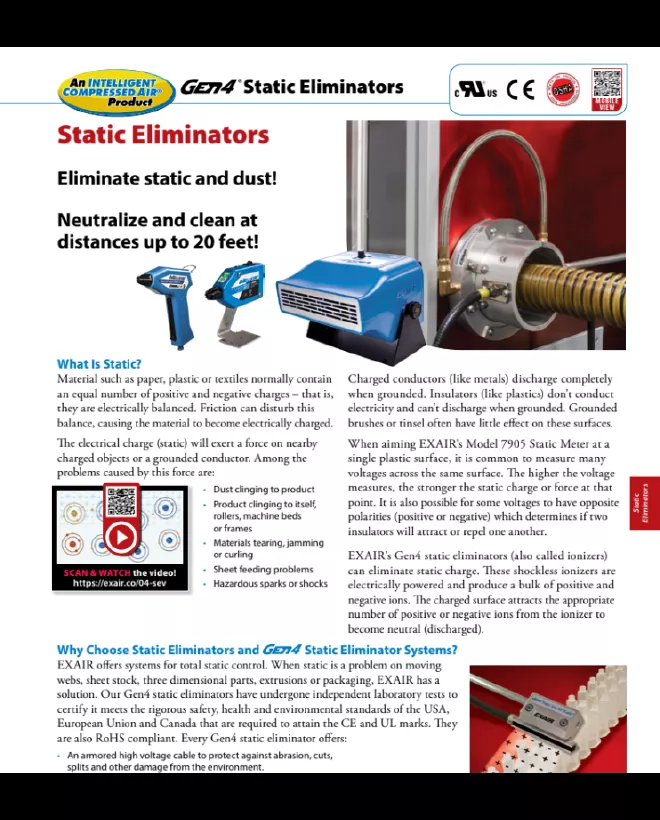 An INTELLIGENT
COMPRESSED AIR®
Product
GEN4® Static Eliminators
C UL US CE
OSHA
MOBILE
VIEW
Static Eliminators
Eliminate static and dust!
Neutralize and clean at
distances up to 20 feet!
What Is Static?
Material such as paper, plastic or textiles normally contain
an equal number of positive and negative charges – that is,
they are electrically balanced. Friction can disturb this
balance, causing the material to become electrically charged.
The electrical charge (static) will exert a force on nearby
charged objects or a grounded conductor. Among the
problems caused by this force are:
SCAN & WATCH the video!
https://exair.co/04-sev
• Dust clinging to product
• Product clinging to itself,
rollers, machine beds
or frames
• Materials tearing, jamming
or curling
• Sheet feeding problems
• Hazardous sparks or shocks
Charged conductors (like metals) discharge completely
when grounded. Insulators (like plastics) don't conduct
electricity and can't discharge when grounded. Grounded
brushes or tinsel often have little effect on these surfaces.
When aiming EXAIR's Model 7905 Static Meter at a
single plastic surface, it is common to measure many
voltages across the same surface. The higher the voltage
measures, the stronger the static charge or force at that
point. It is also possible for some voltages to have opposite
polarities (positive or negative) which determines if two
insulators will attract or repel one another.
EXAIR's Gen4 static eliminators (also called ionizers)
can eliminate static charge. These shockless ionizers are
electrically powered and produce a bulk of positive and
negative ions. The charged surface attracts the appropriate
number of positive or negative ions from the ionizer to
become neutral (discharged).
Static
Eliminators
Why Choose Static Eliminators and GEN4 Static Eliminator Systems?
EXAIR offers systems for total static control. When static is a problem on moving
webs, sheet stock, three dimensional parts, extrusions or packaging, EXAIR has a
solution. Our Gen4 static eliminators have undergone independent laboratory tests to
certify it meets the rigorous safety, health and environmental standards of the USA,
European Union and Canada that are required to attain the CE and UL marks. They
are also RoHS compliant. Every Gen4 static eliminator offers:
• An armored high voltage cable to protect against abrasion, cuts,
splits and other damage from the environment.
EXAIR